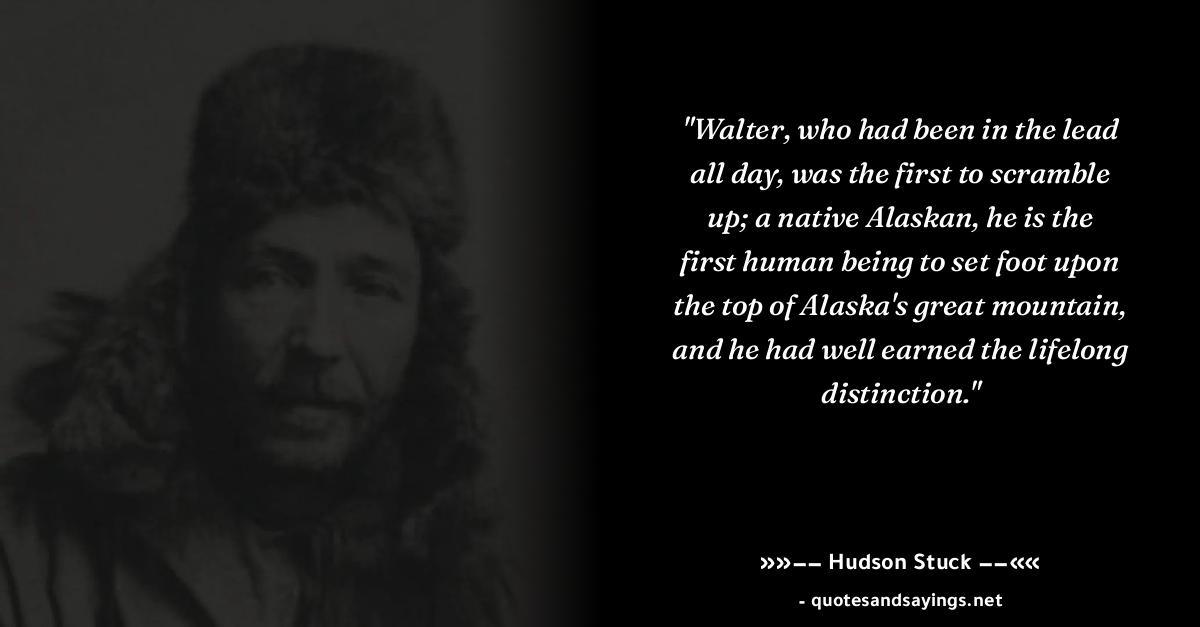 "Walter, who had been in the lead
all day, was the first to scramble
up; a native Alaskan, he is the
first human being to set foot upon
the top of Alaska's great mountain,
and he had well earned the lifelong
distinction."
»»−− Hudson Stuck −−««
- quotesandsayings.net